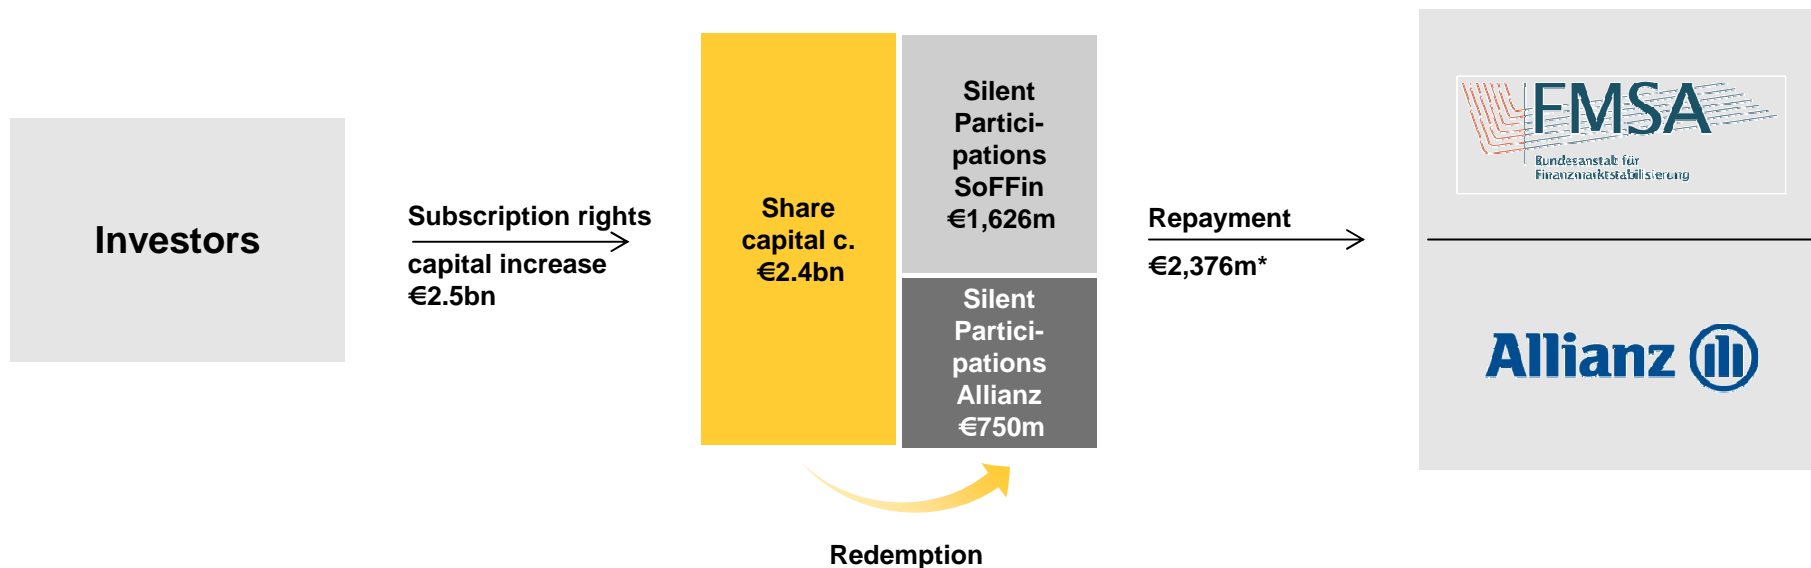 Investors
Subscription rights
capital increase
€2.5bn
Share
capital c.
€2.4bn
Silent
Partici-
pations
SoFFin
€1,626m
Silent
Partici-
pations
Allianz
€750m
Redemption
Repayment
€2,376m*
FMSA
Bundesanstalt für
Finanzmarktstabilisierung
Allianz